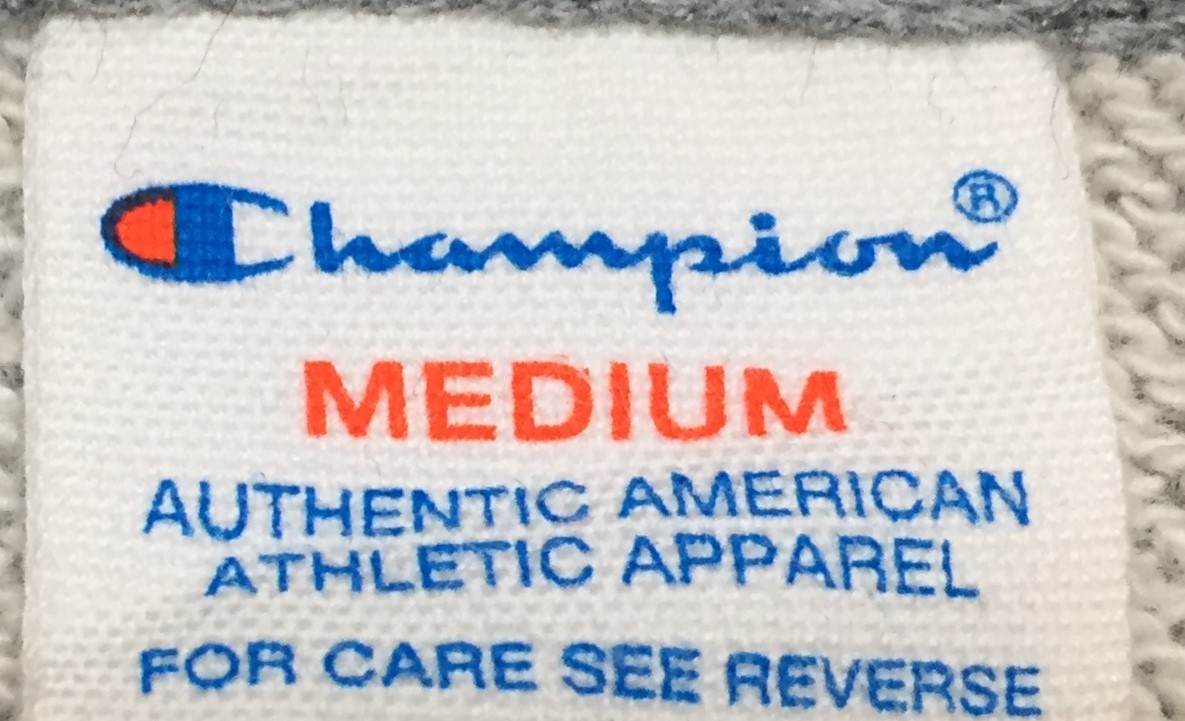 Champion®
MEDIUM
AUTHENTIC AMERICAN
ATHLETIC APPAREL
FOR CARE SEE REVERSE